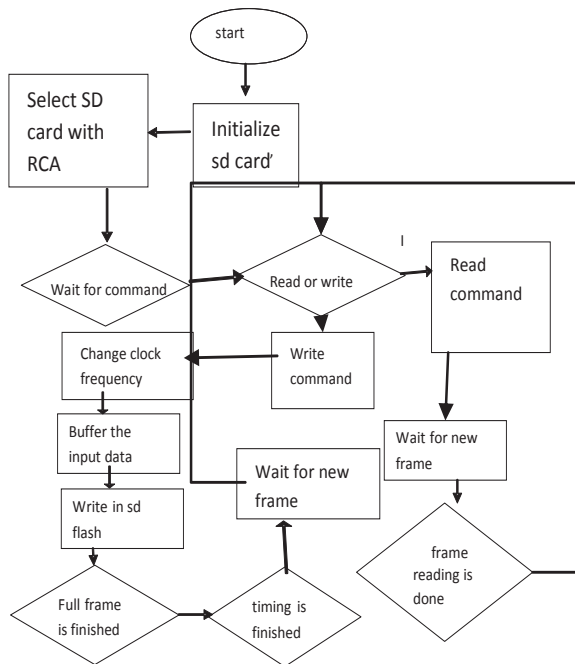 start
Select SD
card with
RCA
Initialize
sd card'
Wait for command
Read or write
I
Read
command
Change clock
frequency
Write
command
Buffer the
input data
Wait for new
frame
Wait for new
frame
Write in sd
flash
Full frame
is finished
timing is
finished
frame
reading is
done